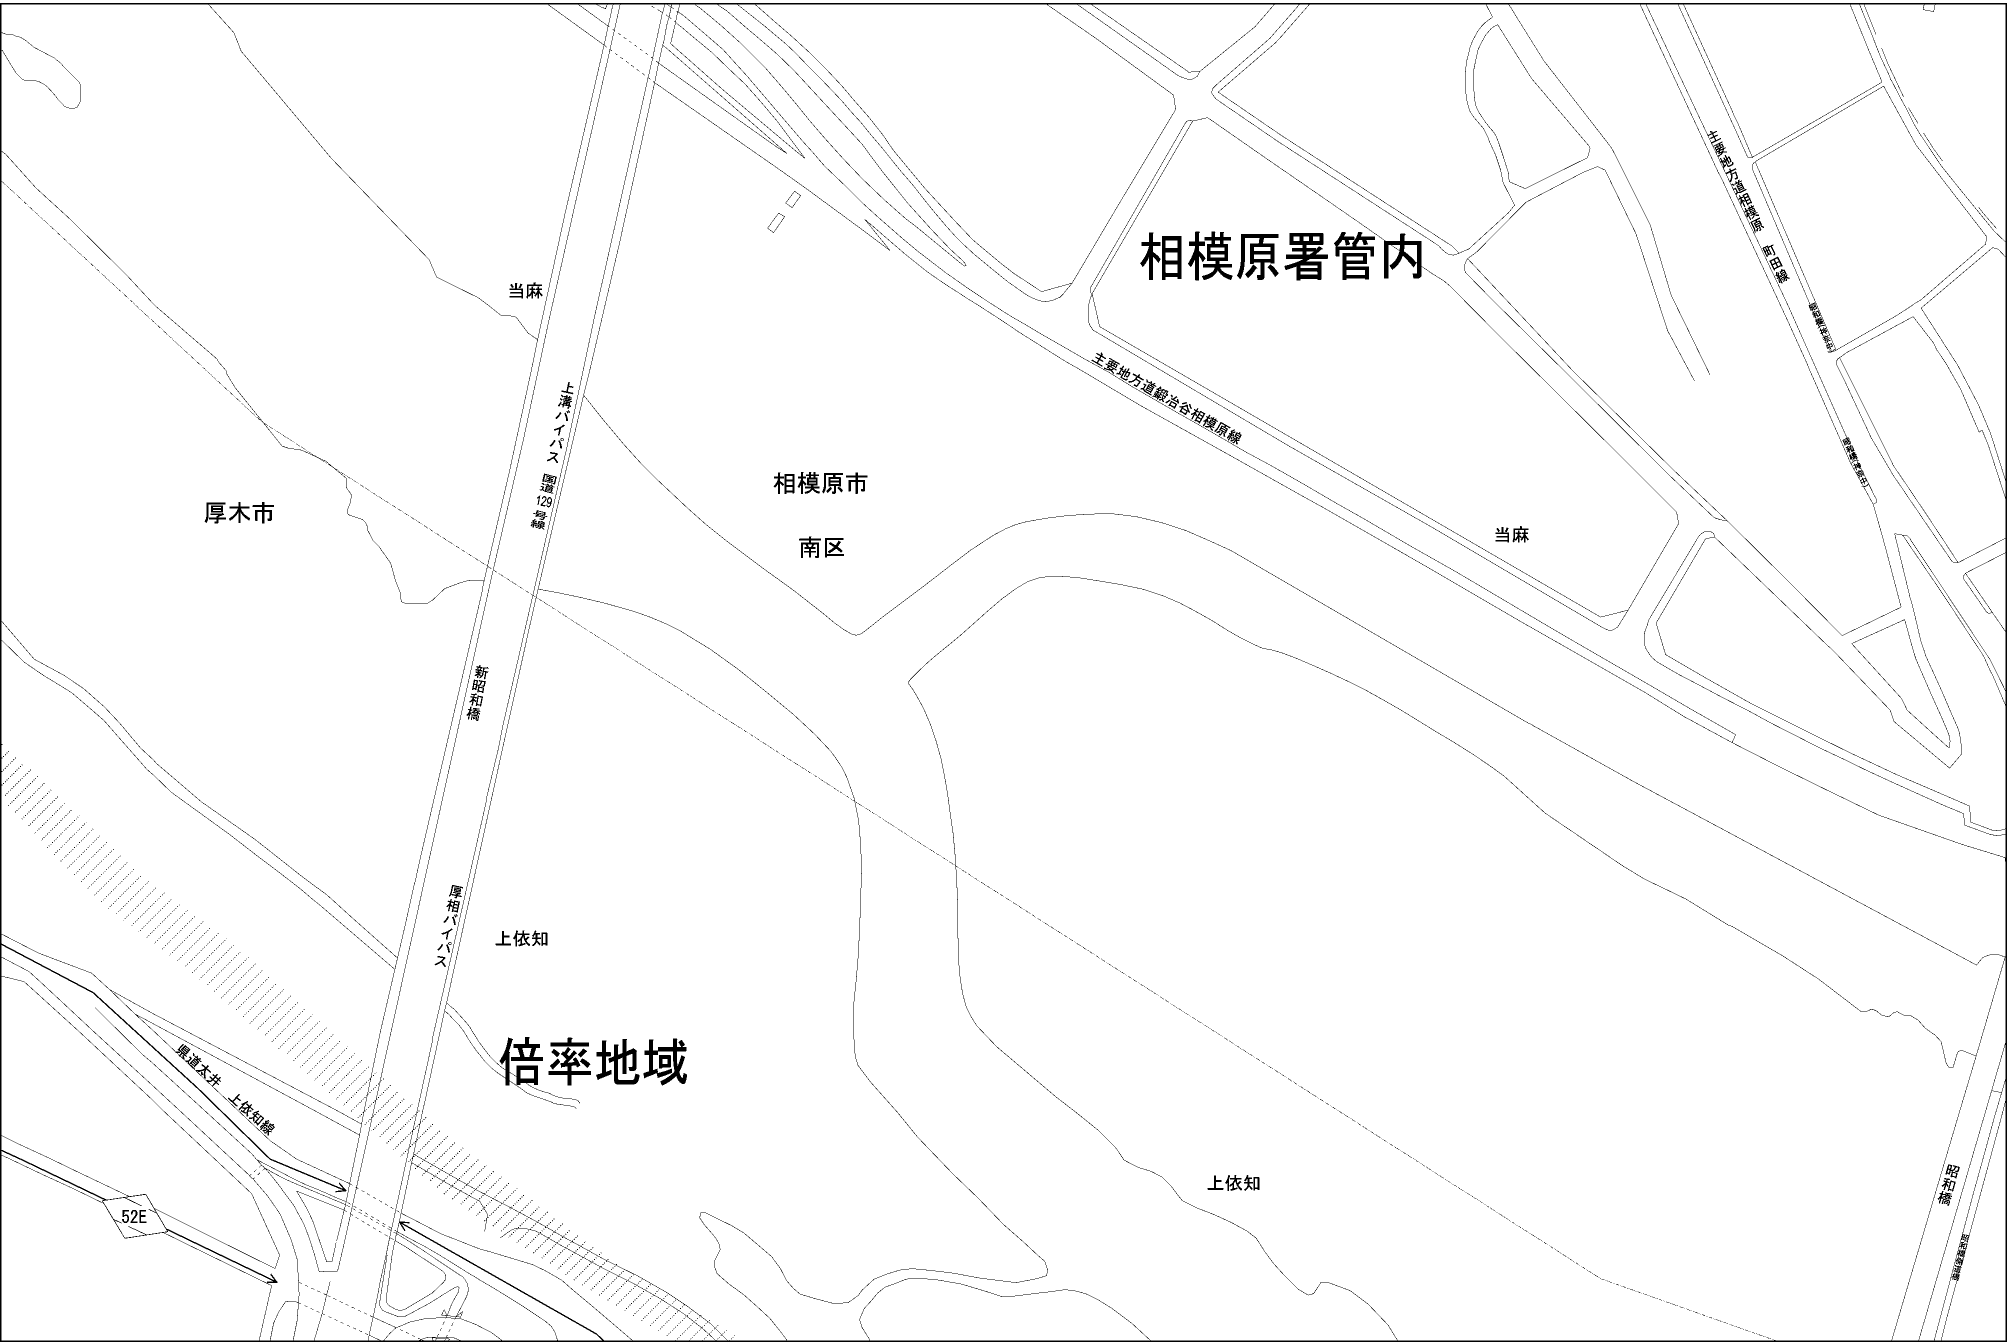 主要地方道相模原 町田線
相模原署管内
当麻
主要地方道鍛冶谷相模原線
上溝バイパス 国道129号線
相模原市
厚木市
当麻
南区
新昭和橋
厚相バイパス
上依知
倍率地域
県道太井 上依知線
上依知
昭和橋
52E